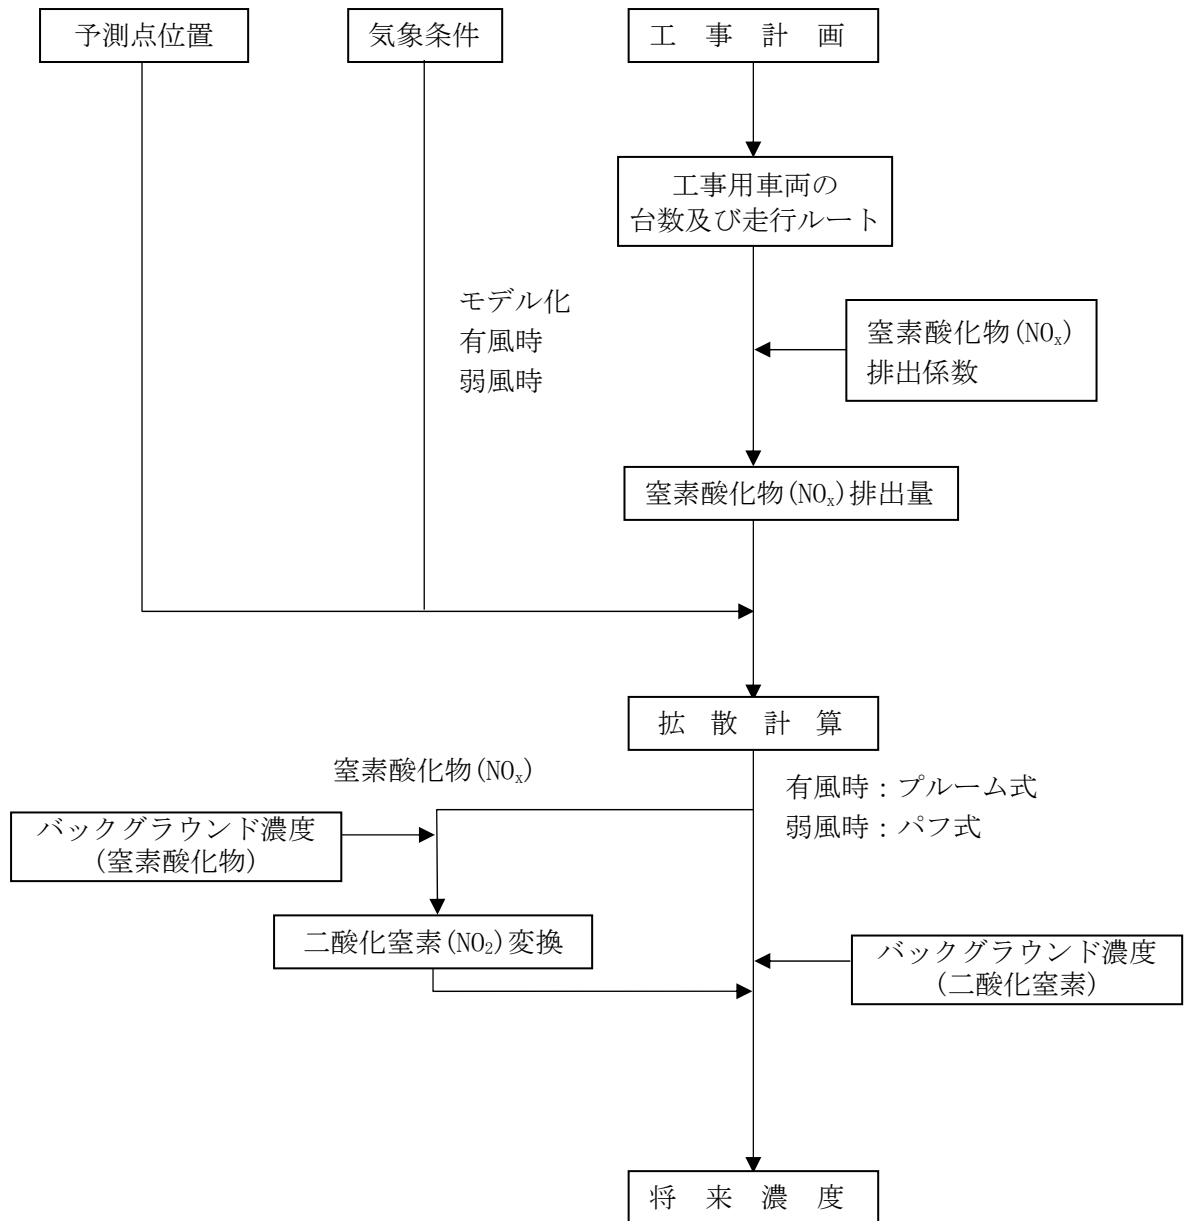 予測点位置
気象条件
工 事 計 画
工事用車両の
台数及び走行ルート
モデル化
有風時
弱風時
窒素酸化物(NOx)
排出係数
窒素酸化物(NOx)排出量
拡 散 計 算
窒素酸化物(NOx)
有風時：プルーム式
弱風時：パフ式
バックグラウンド濃度
(窒素酸化物)
二酸化窒素(NO2)変換
バックグラウンド濃度
(二酸化窒素)
将 来 濃 度